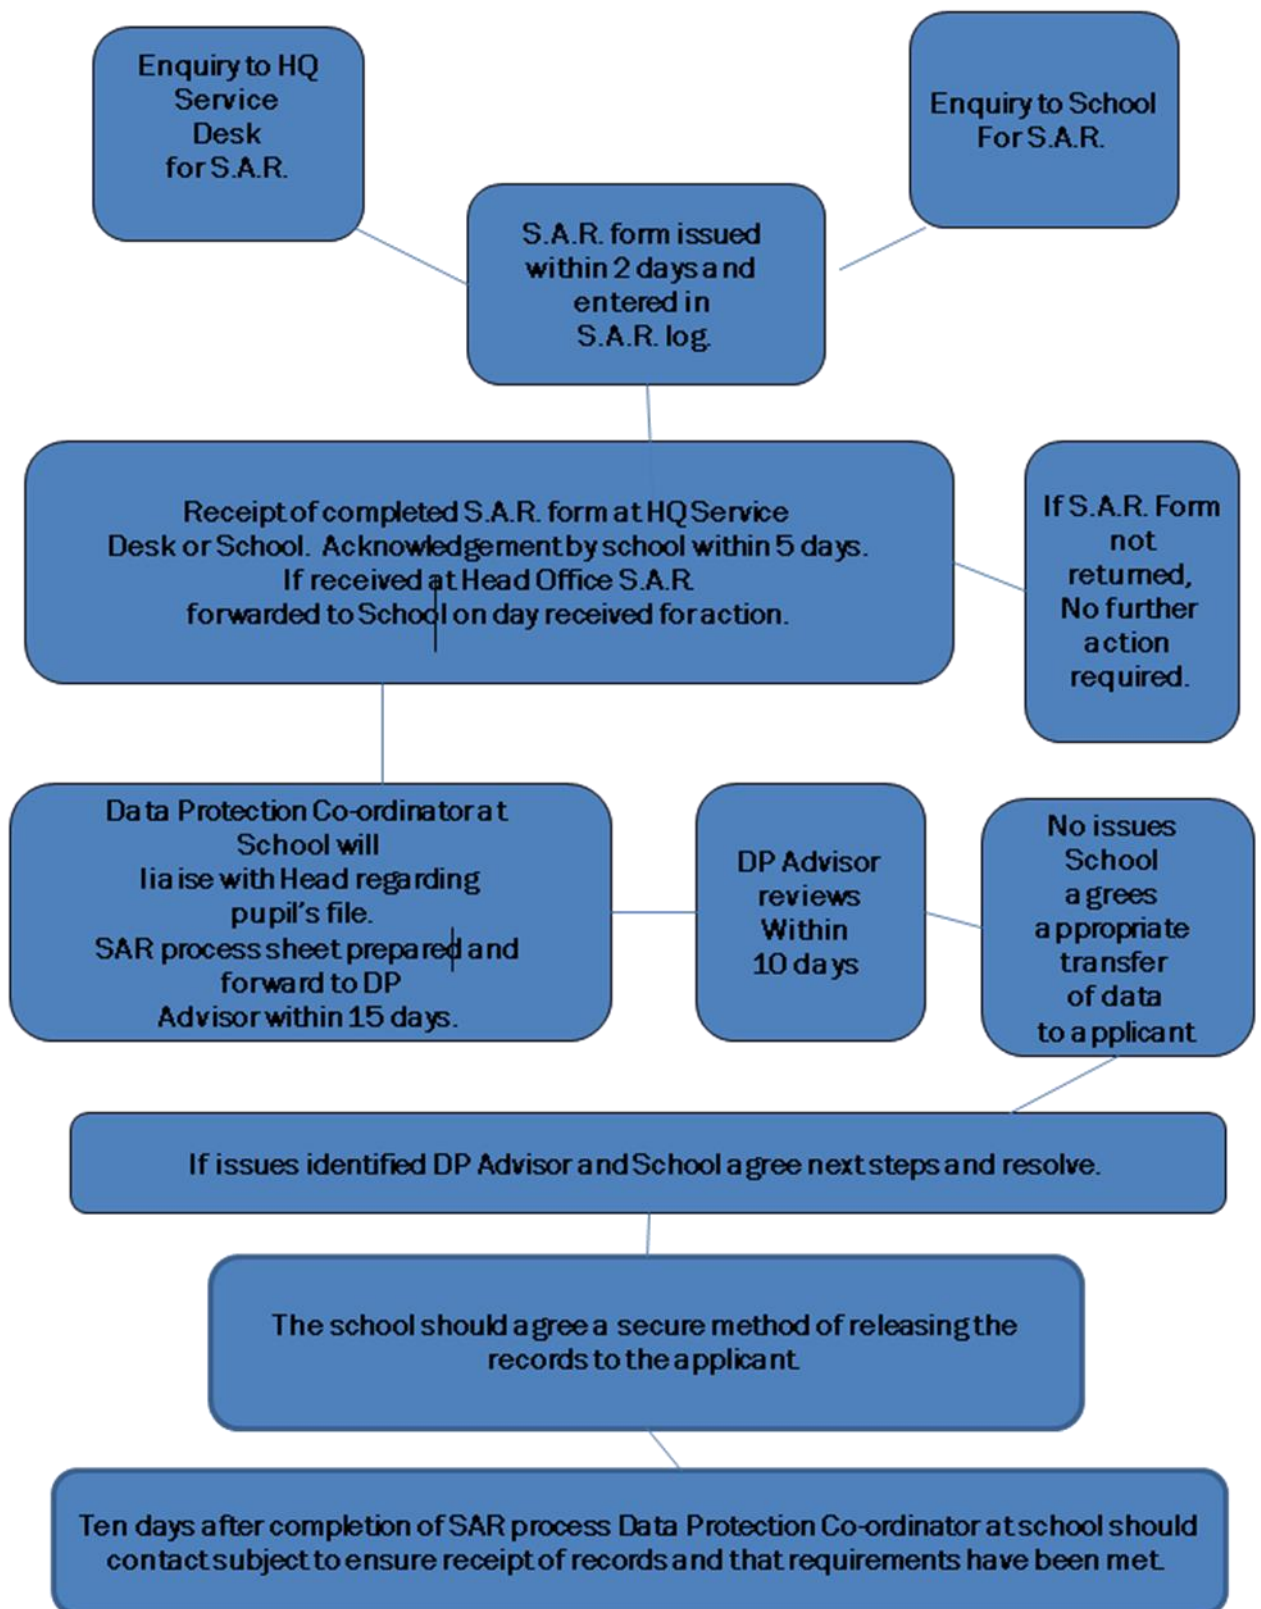 Enquiry to HQ
Service
Desk
for S.A.R.
Enquiry to School
For S.A.R.
S.A.R. form issued
within 2 days and
entered in
S.A.R. log.
Receipt of completed S.A.R. form at HQ Service
Desk or School. Acknowledgement by school within 5 days.
If received at Head Office S.A.R.
forwarded to School on day received for action.
If S.A.R. Form
not
returned,
No further
action
required.
Data Protection Co-ordinator at
School will
liaise with Head regarding
pupil's file.
SAR process sheet prepared and
forward to DP
Advisor within 15 days.
DP Advisor
reviews
Within
10 days
No issues
School
agrees
appropriate
transfer
of data
to applicant
If issues identified DP Advisor and School agree next steps and resolve.
The school should agree a secure method of releasing the
records to the applicant
Ten days after completion of SAR process Data Protection Co-ordinator at school should
contact subject to ensure receipt of records and that requirements have been met.